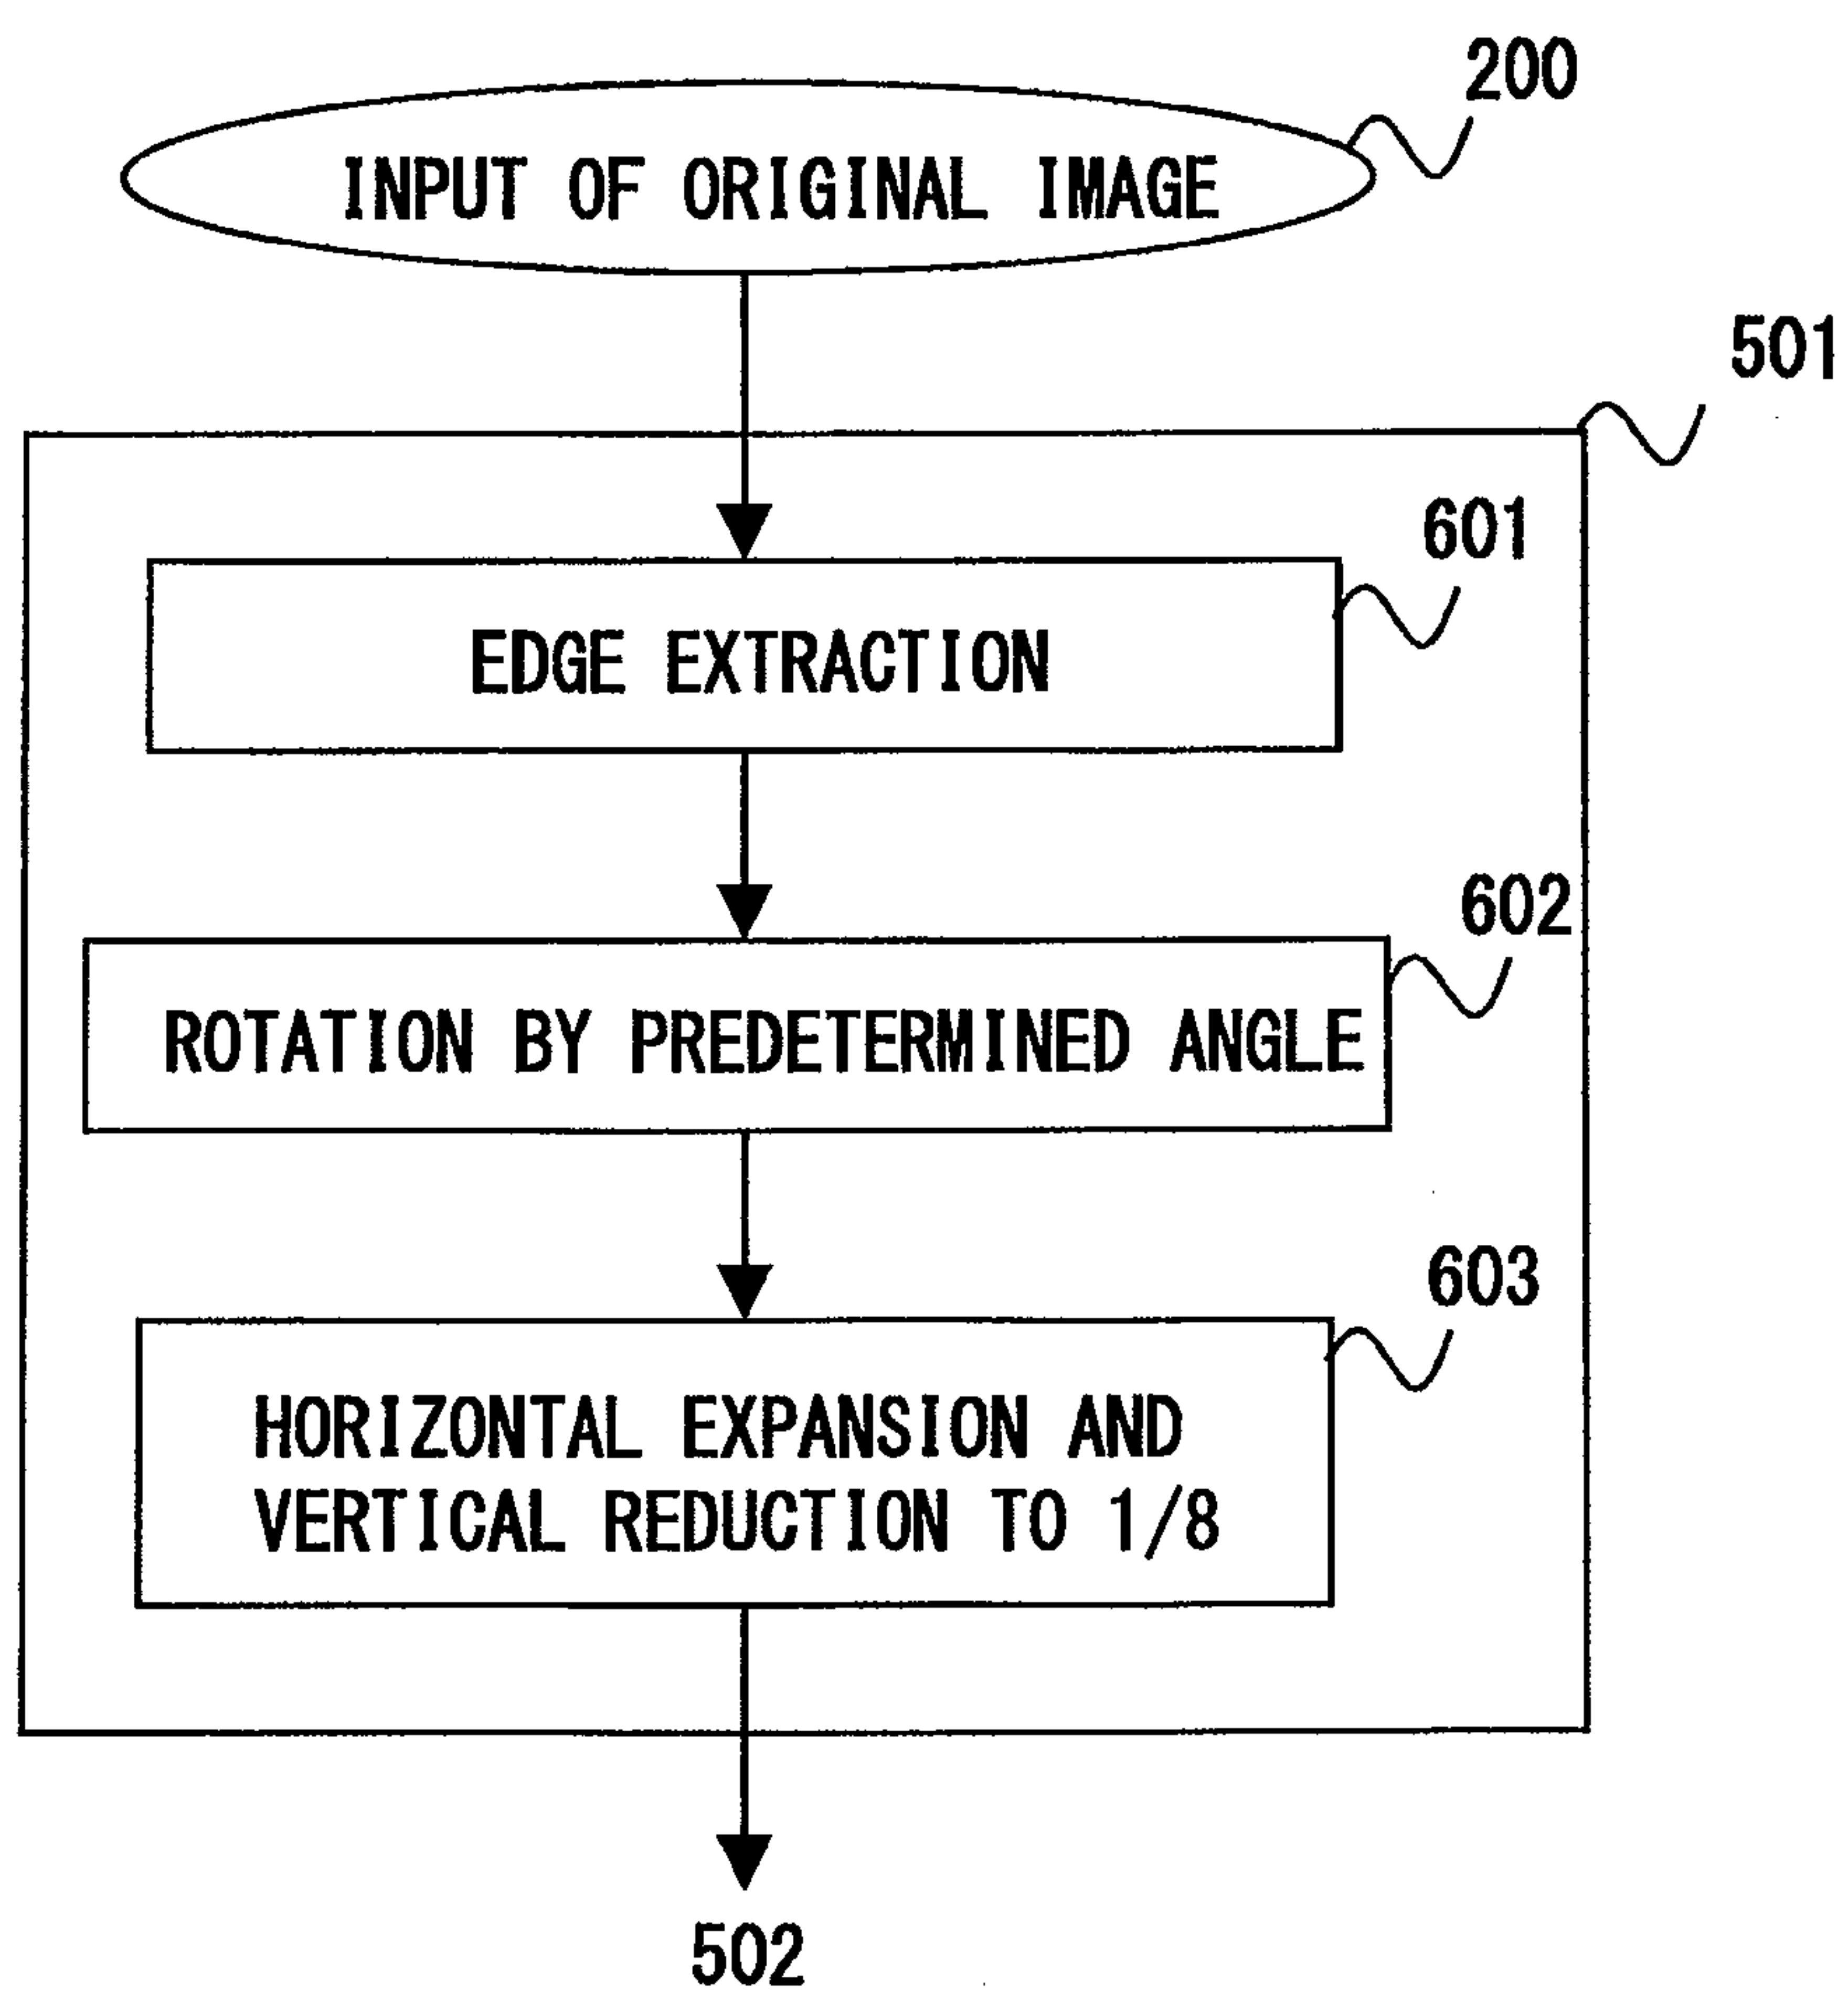 200
INPUT OF ORIGINAL IMAGE
501
601
EDGE EXTRACTION
602
ROTATION BY PREDETERMINED ANGLE
603
HORIZONTAL EXPANSION AND
VERTICAL REDUCTION TO 1/8
502